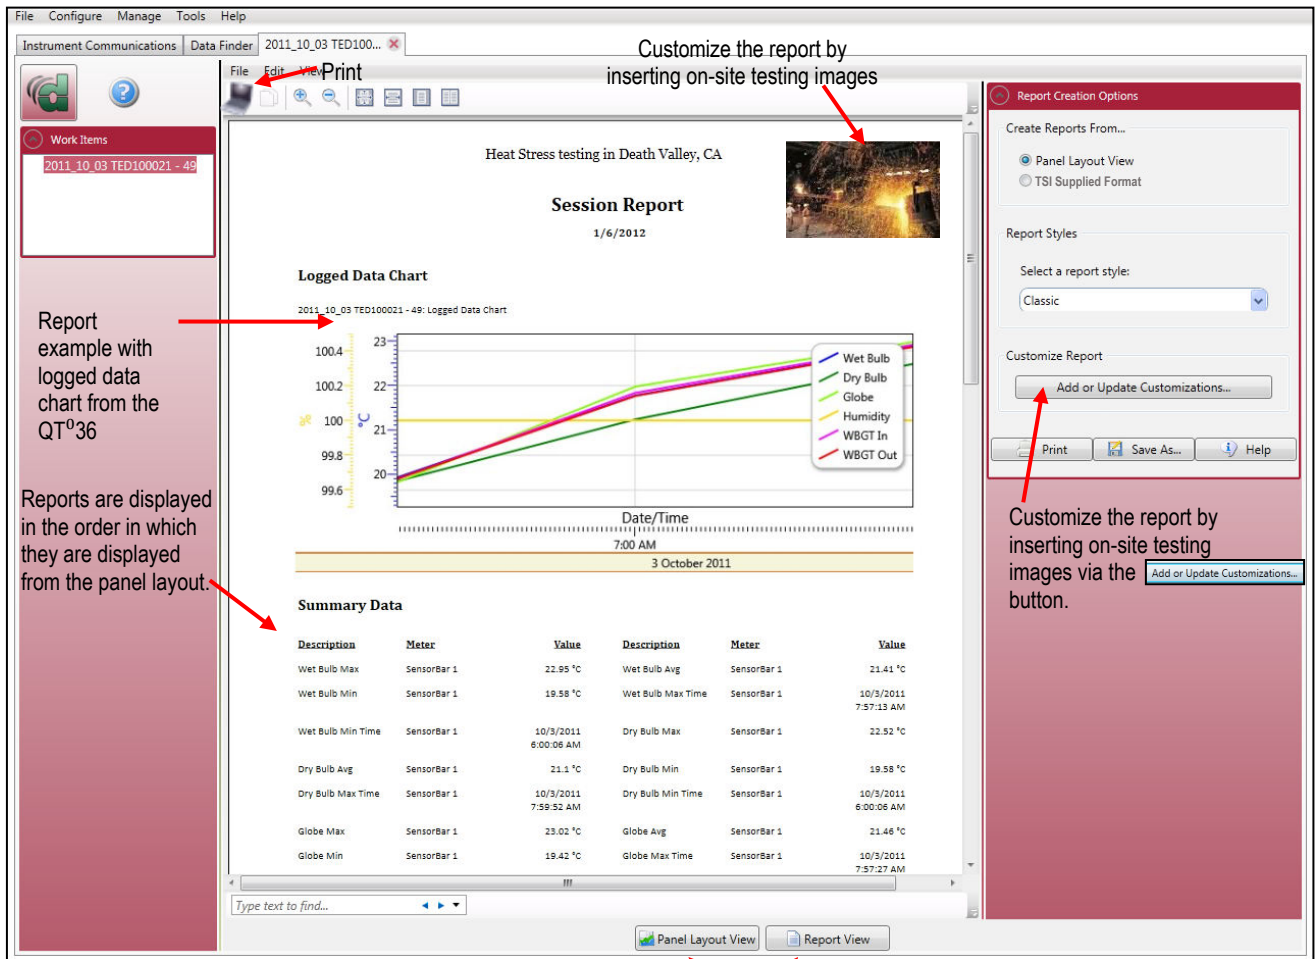 File Configure Manage Tools Help
Instrument Communications Data Finder 2011_10_03 TED100...
File Edit View
Print
Customize the report by
inserting on-site testing images
Work Items
2011_10_03 TED100021 - 49
Report
example with
logged data
chart from the
QT⁰36
Reports are displayed
in the order in which
they are displayed
from the panel layout.
Heat Stress testing in Death Valley, CA
Session Report
1/6/2012
Logged Data Chart
2011_10_03 TED100021 - 49: Logged Data Chart
100.4
100.2
100
99.8
99.6
%
23
22
21
20
°C
Wet Bulb
Dry Bulb
Globe
Humidity
WBGT In
WBGT Out
Date/Time
7:00 AM
3 October 2011
Summary Data
Description Meter Value Description Meter Value
Wet Bulb Max SensorBar 1 22.95 °C Wet Bulb Avg SensorBar 1 21.41 °C
Wet Bulb Min SensorBar 1 19.58 °C Wet Bulb Max Time SensorBar 1 10/3/2011
7:57:13 AM
Wet Bulb Min Time SensorBar 1 10/3/2011 Dry Bulb Max SensorBar 1 22.52 °C
6:00:06 AM
Dry Bulb Avg SensorBar 1 21.1 °C Dry Bulb Min SensorBar 1 19.58 °C
Dry Bulb Max Time SensorBar 1 10/3/2011 Dry Bulb Min Time SensorBar 1 10/3/2011
7:59:52 AM 6:00:06 AM
Globe Max SensorBar 1 23.02 °C Globe Avg SensorBar 1 21.46 °C
Globe Min SensorBar 1 19.42 °C Globe Max Time SensorBar 1 10/3/2011
7:57:27 AM
Type text to find...
Panel Layout View Report View
Report Creation Options
Create Reports From...
Panel Layout View
TSI Supplied Format
Report Styles
Select a report style:
Classic
Customize Report
Add or Update Customizations...
Print Save As... Help
Customize the report by
inserting on-site testing
images via the Add or Update Customizations...
button.